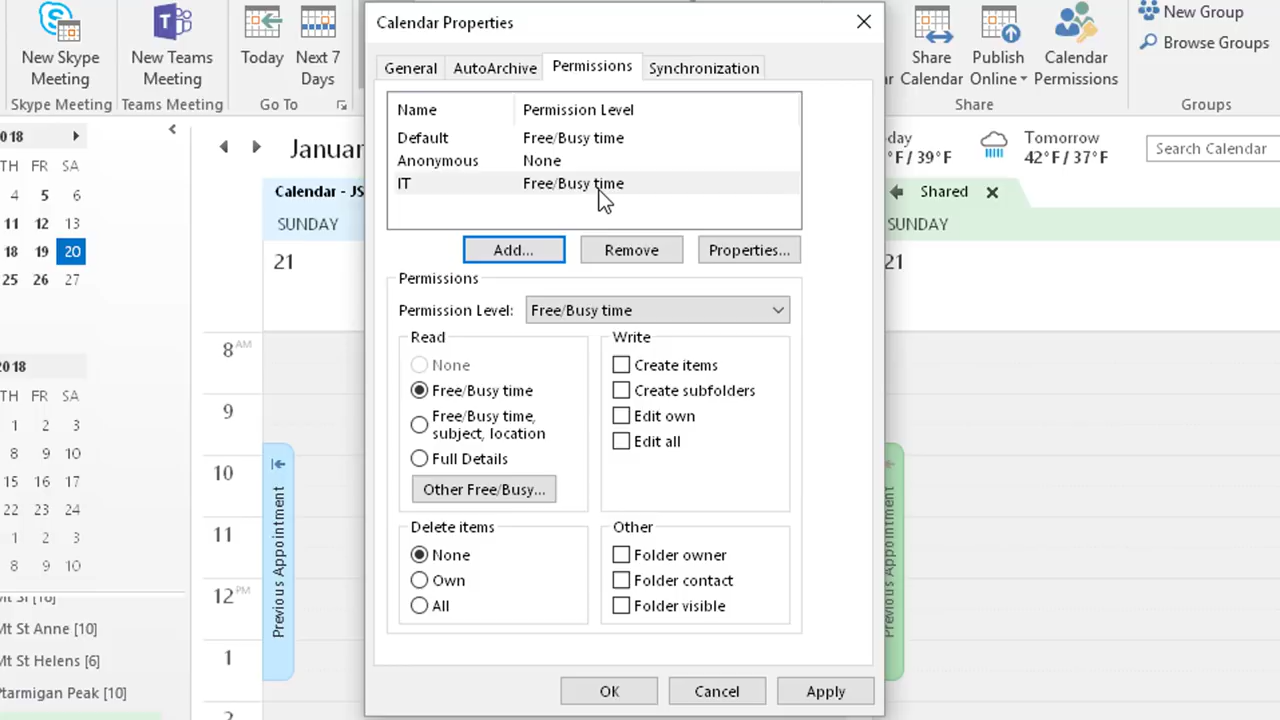 New Skype
Meeting
New Teams
Meeting
Today
Next 7
Days
Share
Calendar
Publish
Online
Calendar
Permissions
New Group
Browse Groups
Skype Meeting
Teams Meeting
Go To
Share
Groups
Calendar Properties
General
AutoArchive
Permissions
Synchronization
Name Permission Level
Default Free/Busy time
Anonymous None
IT Free/Busy time
Add...
Remove
Properties...
Permissions
Permission Level: Free/Busy time
Read
None
Free/Busy time
Free/Busy time,
subject, location
Full Details
Other Free/Busy...
Write
Create items
Create subfolders
Edit own
Edit all
Delete items
None
Own
All
Other
Folder owner
Folder contact
Folder visible
OK
Cancel
Apply
018
TH FR SA
4 5 6
11 12 13
18 19 20
25 26 27
2018
TH FR SA
1 2 3
8 9 10
15 16 17
22 23 24
1 2 3
8 9 10
Mt St Anne [10]
Mt St Helens [6]
Ptarmigan Peak [10]
Januar
Calendar - JS
SUNDAY
21
8 AM
9
10
11
12 PM
1
2
Previous Appointment
day
°F / 39°F
Tomorrow
42°F / 37°F
Search Calendar
Shared
SUNDAY
21
Previous Appointment